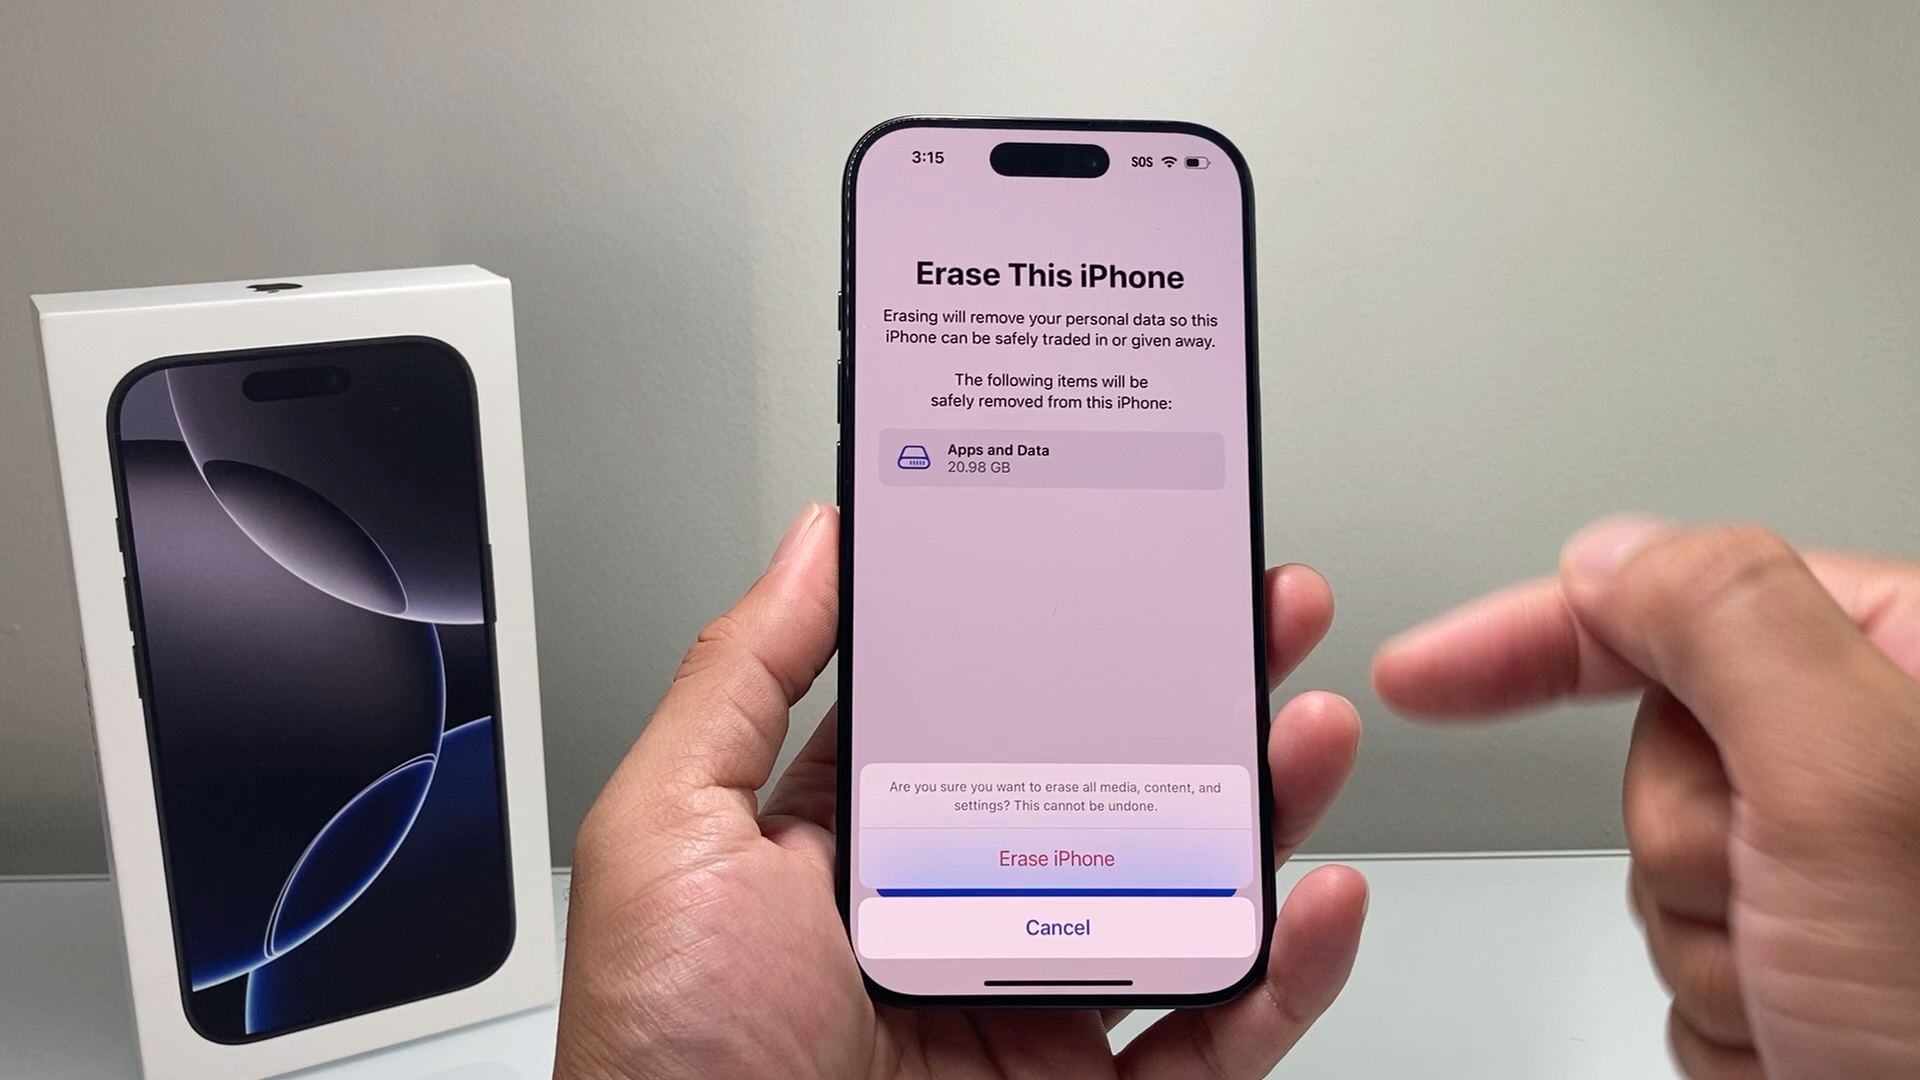 3:15
SOS
Erase This iPhone
Erasing will remove your personal data so this
iPhone can be safely traded in or given away.
The following items will be
safely removed from this iPhone:
Apps and Data
20.98 GB
Are you sure you want to erase all media, content, and
settings? This cannot be undone.
Erase iPhone
Cancel